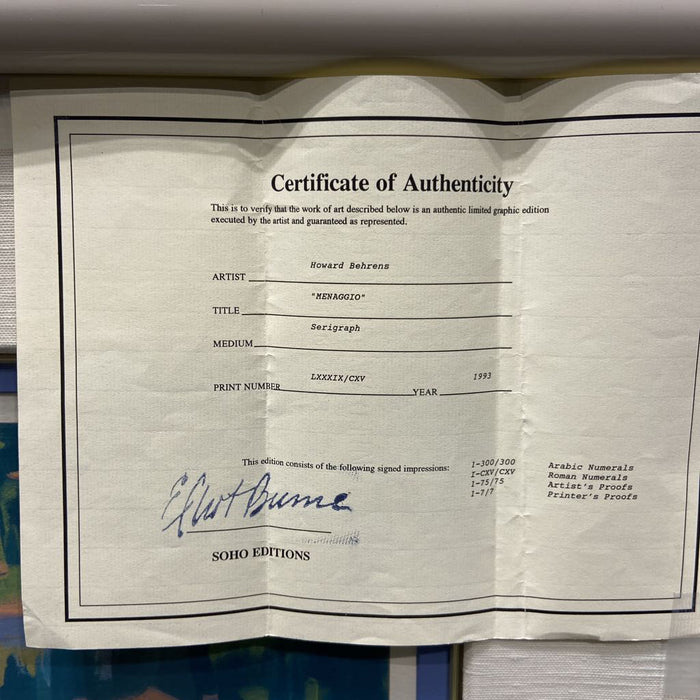 Certificate of Authenticity
This is to verify that the work of art described below is an authentic limited graphic edition
executed by the artist and guaranteed as represented.
Howard Behrens
ARTIST
"MENAGGIO"
TITLE
Serigraph
MEDIUM
LXXXIX/CXV 1993
PRINT NUMBER YEAR
This edition consists of the following signed impressions: 1-300/300 Arabic Numerals
I-CXV/CXV Roman Numerals
1-75/75 Artist's Proofs
1-7/7 Printer's Proofs
SOHO EDITIONS